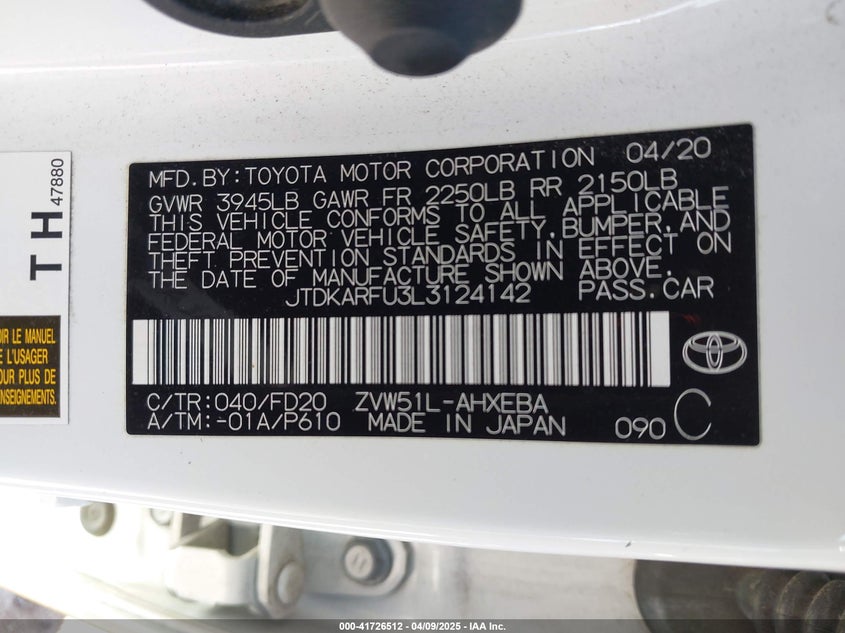 MFD.BY:TOYOTA MOTOR CORPORATION 04/20
GVWR 3945LB GAWR FR 2250LB RR 2150LB
THIS VEHICLE CONFORMS TO ALL APPLICABLE
FEDERAL MOTOR VEHICLE SAFETY,BUMPER,AND
THEFT PREVENTION STANDARDS IN EFFECT ON
THE DATE OF MANUFACTURE SHOWN ABOVE.
JTDKARFU3L3124142 PASS.CAR
C/TR:040/FD20 ZVW51L-AHXEBA
A/TM:-01A/P610 MADE IN JAPAN 090 C
TH
47880
IR LE MANUEL
E L'USAGER
OUR PLUS DE
NSEIGNEMENTS.
000-41726512 - 04/09/2025 - IAA Inc.